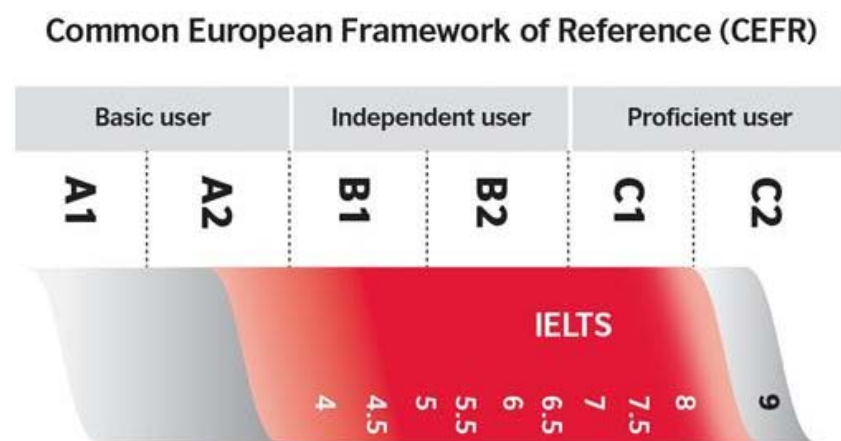 Common European Framework of Reference (CEFR)
Basic user Independent user Proficient user
A1 A2 B1 B2 C1 C2
IELTS
4 4.5 5 5.5 6 6.5 7 7.5 8 9